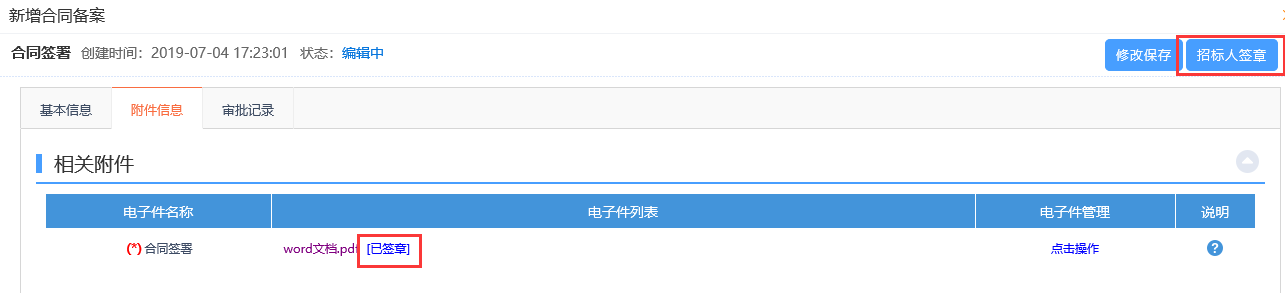 新增合同备案
合同签署 创建时间：2019-07-04 17:23:01 状态：编辑中 修改保存 招标人签章
基本信息 附件信息 审批记录
相关附件
电子件名称 电子件列表 电子件管理 说明
(*) 合同签署 word文档.pdf [已签章] 点击操作 ?